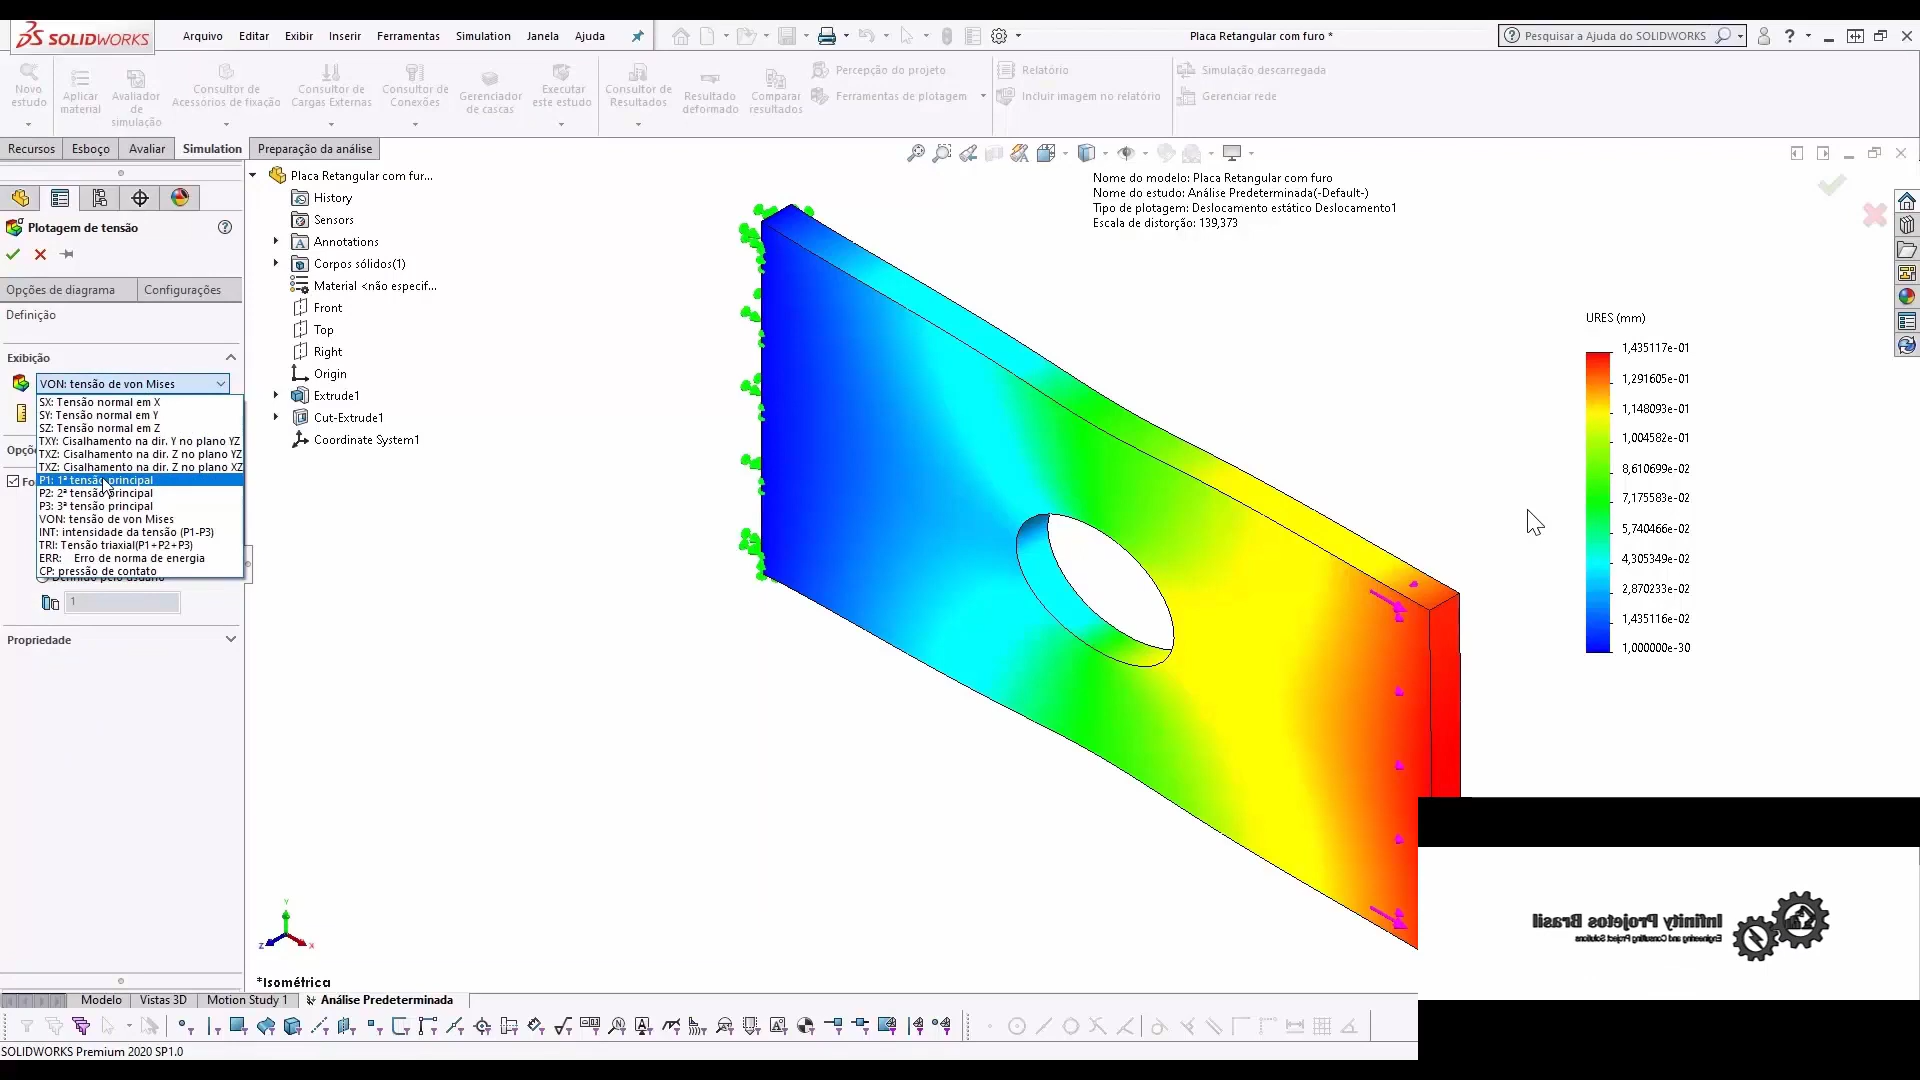 SOLIDWORKS
Arquivo Editar Exibir Inserir Ferramentas Simulation Janela Ajuda
Placa Retangular com furo *
Pesquisar a Ajuda do SOLIDWORKS
Novo estudo
Aplicar material
Avaliador de simulação
Consultor de Acessórios de fixação
Consultor de Cargas Externas
Consultor de Conexões
Gerenciador de cascas
Executar este estudo
Consultor de Resultados
Resultado deformado
Comparar resultados
Percepção do projeto
Ferramentas de plotagem
Relatório
Incluir imagem no relatório
Simulação descarregada
Gerenciar rede
Recursos Esboço Avaliar Simulation Preparação da análise
Plotagem de tensão
Opções de diagrama Configurações
Definição
Exibição
VON: tensão de von Mises
SX: Tensão normal em X
SY: Tensão normal em Y
SZ: Tensão normal em Z
TXY: Cisalhamento na dir. Y no plano YZ
TXZ: Cisalhamento na dir. Z no plano YZ
TXZ: Cisalhamento na dir. Z no plano XZ
P1: 1ª tensão principal
P2: 2ª tensão principal
P3: 3ª tensão principal
VON: tensão de von Mises
INT: intensidade da tensão (P1-P3)
TRI: Tensão triaxial(P1+P2+P3)
ERR: Erro de norma de energia
CP: pressão de contato
1
Propriedade
Placa Retangular com fur...
History
Sensors
Annotations
Corpos sólidos(1)
Material <não especif...
Front
Top
Right
Origin
Extrude1
Cut-Extrude1
Coordinate System1
Nome do modelo: Placa Retangular com furo
Nome do estudo: Análise Predeterminada(-Default-)
Tipo de plotagem: Deslocamento estático Deslocamento1
Escala de distorção: 139,373
URES (mm)
1,435117e-01
1,291605e-01
1,148093e-01
1,004582e-01
8,610699e-02
7,175583e-02
5,740466e-02
4,305349e-02
2,870233e-02
1,435116e-02
1,000000e-30
Y
Z
X
*Isométrica
Infinity Projetos Brasil
Engineering and Consulting Project Solutions
Modelo Vistas 3D Motion Study 1 Análise Predeterminada
SOLIDWORKS Premium 2020 SP1.0